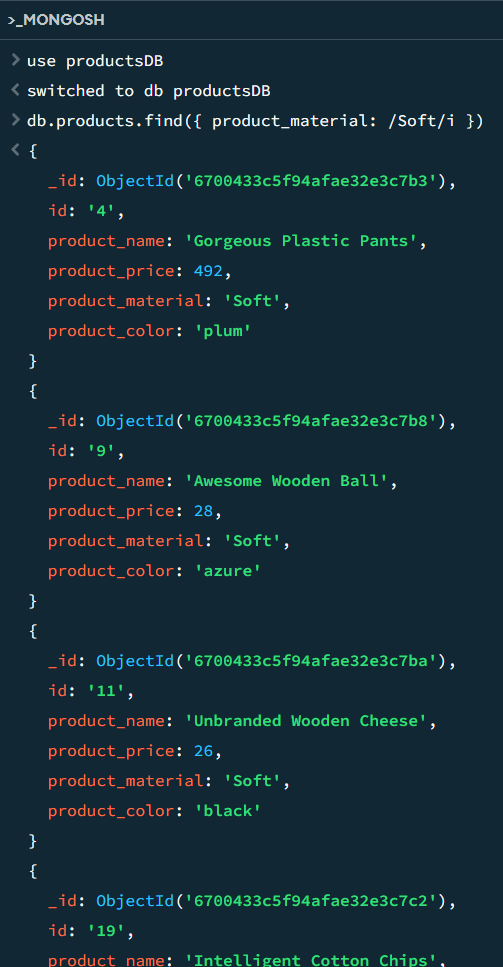 >_MONGOSH
> use productsDB
< switched to db productsDB
> db.products.find({ product_material: /Soft/i })
< {
_id: ObjectId('6700433c5f94afae32e3c7b3'),
id: '4',
product_name: 'Gorgeous Plastic Pants',
product_price: 492,
product_material: 'Soft',
product_color: 'plum'
}
{
_id: ObjectId('6700433c5f94afae32e3c7b8'),
id: '9',
product_name: 'Awesome Wooden Ball',
product_price: 28,
product_material: 'Soft',
product_color: 'azure'
}
{
_id: ObjectId('6700433c5f94afae32e3c7ba'),
id: '11',
product_name: 'Unbranded Wooden Cheese',
product_price: 26,
product_material: 'Soft',
product_color: 'black'
}
{
_id: ObjectId('6700433c5f94afae32e3c7c2'),
id: '19',
product_name: 'Intelligent Cotton Chips',